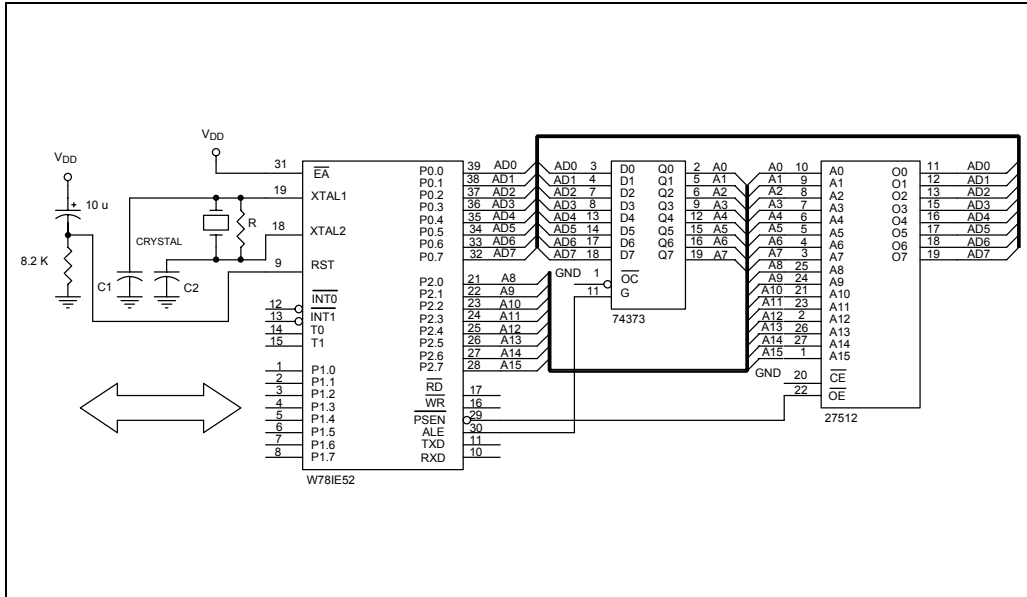 VDD
VDD
10 u
8.2 K
CRYSTAL
R
C1
C2
31 EA
19 XTAL1
18 XTAL2
9 RST
12 INT0
13 INT1
14 T0
15 T1
1 P1.0
2 P1.1
3 P1.2
4 P1.3
5 P1.4
6 P1.5
7 P1.6
8 P1.7
P0.0 39 AD0
P0.1 38 AD1
P0.2 37 AD2
P0.3 36 AD3
P0.4 35 AD4
P0.5 34 AD5
P0.6 33 AD6
P0.7 32 AD7
P2.0 21 A8
P2.1 22 A9
P2.2 23 A10
P2.3 24 A11
P2.4 25 A12
P2.5 26 A13
P2.6 27 A14
P2.7 28 A15
RD 17
WR 16
PSEN 29
ALE 30
TXD 11
RXD 10
W78IE52
AD0 3 D0 Q0 2 A0
AD1 4 D1 Q1 5 A1
AD2 7 D2 Q2 6 A2
AD3 8 D3 Q3 9 A3
AD4 13 D4 Q4 12 A4
AD5 14 D5 Q5 15 A5
AD6 17 D6 Q6 16 A6
AD7 18 D7 Q7 19 A7
GND 1 OC
11 G
74373
A0 10 A0 O0 11 AD0
A1 9 A1 O1 12 AD1
A2 8 A2 O2 13 AD2
A3 7 A3 O3 15 AD3
A4 6 A4 O4 16 AD4
A5 5 A5 O5 17 AD5
A6 4 A6 O6 18 AD6
A7 3 A7 O7 19 AD7
A8 25 A8
A9 24 A9
A10 21 A10
A11 23 A11
A12 2 A12
A13 26 A13
A14 27 A14
A15 1 A15
GND 20 CE
22 OE
27512